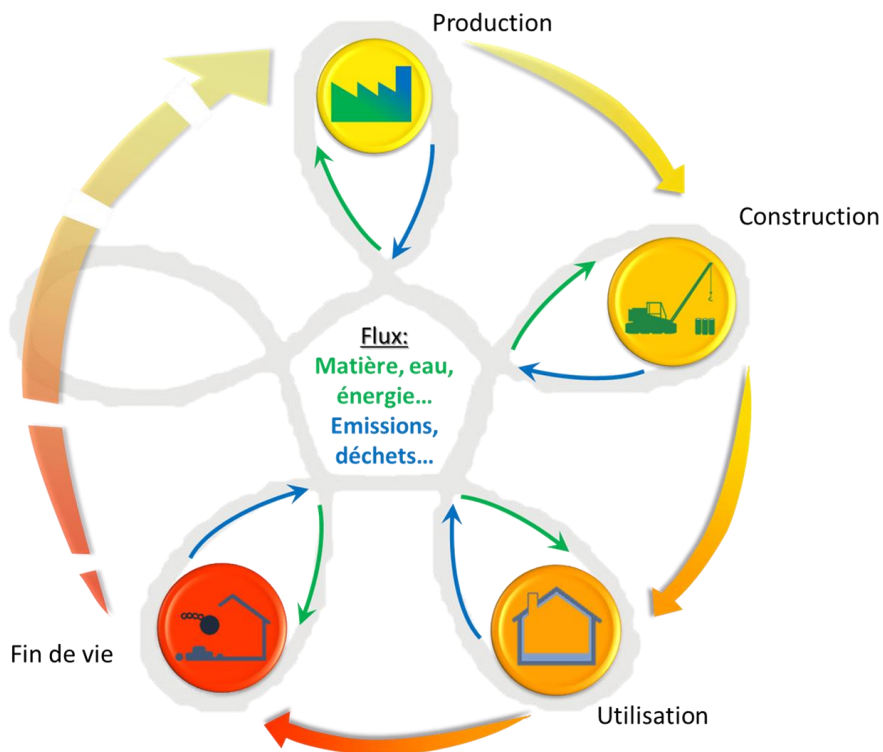 Production
Construction
Flux:
Matière, eau,
énergie...
Emissions,
déchets...
Fin de vie
Utilisation